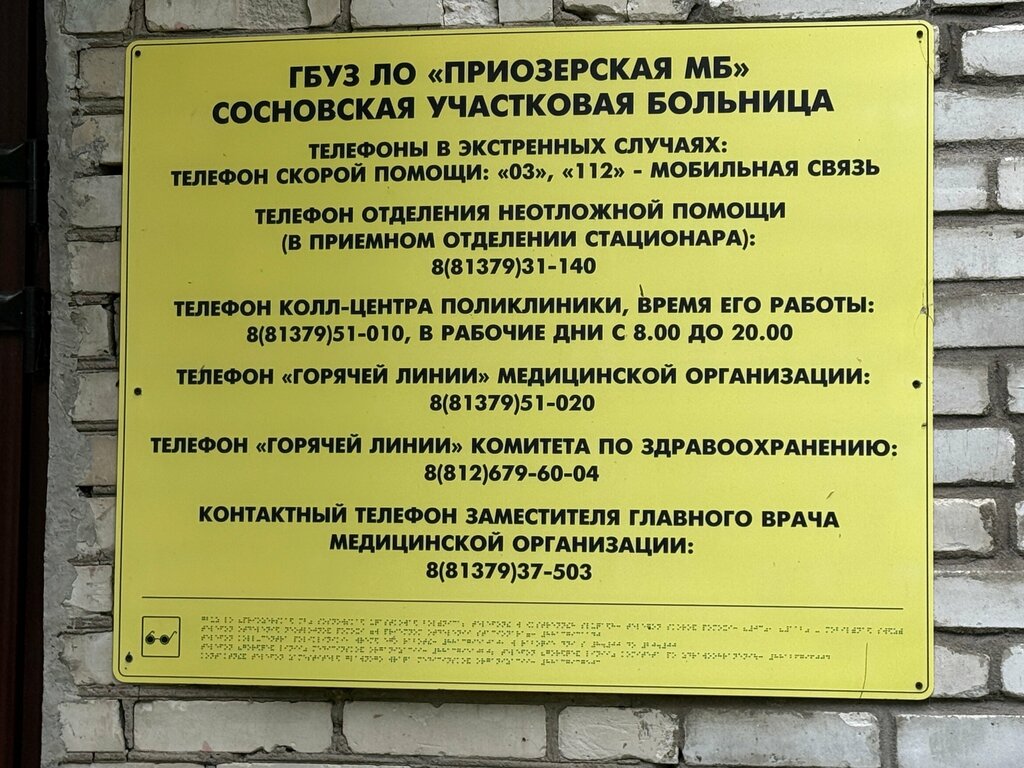 ГБУЗ ЛО «ПРИОЗЕРСКАЯ МБ»
СОСНОВСКАЯ УЧАСТКОВАЯ БОЛЬНИЦА
ТЕЛЕФОНЫ В ЭКСТРЕННЫХ СЛУЧАЯХ:
ТЕЛЕФОН СКОРОЙ ПОМОЩИ: «03», «112» - МОБИЛЬНАЯ СВЯЗЬ
ТЕЛЕФОН ОТДЕЛЕНИЯ НЕОТЛОЖНОЙ ПОМОЩИ
(В ПРИЕМНОМ ОТДЕЛЕНИИ СТАЦИОНАРА):
8(81379)31-140
ТЕЛЕФОН КОЛЛ-ЦЕНТРА ПОЛИКЛИНИКИ, ВРЕМЯ ЕГО РАБОТЫ:
8(81379)51-010, В РАБОЧИЕ ДНИ С 8.00 ДО 20.00
ТЕЛЕФОН «ГОРЯЧЕЙ ЛИНИИ» МЕДИЦИНСКОЙ ОРГАНИЗАЦИИ:
8(81379)51-020
ТЕЛЕФОН «ГОРЯЧЕЙ ЛИНИИ» КОМИТЕТА ПО ЗДРАВООХРАНЕНИЮ:
8(812)679-60-04
КОНТАКТНЫЙ ТЕЛЕФОН ЗАМЕСТИТЕЛЯ ГЛАВНОГО ВРАЧА
МЕДИЦИНСКОЙ ОРГАНИЗАЦИИ:
8(81379)37-503